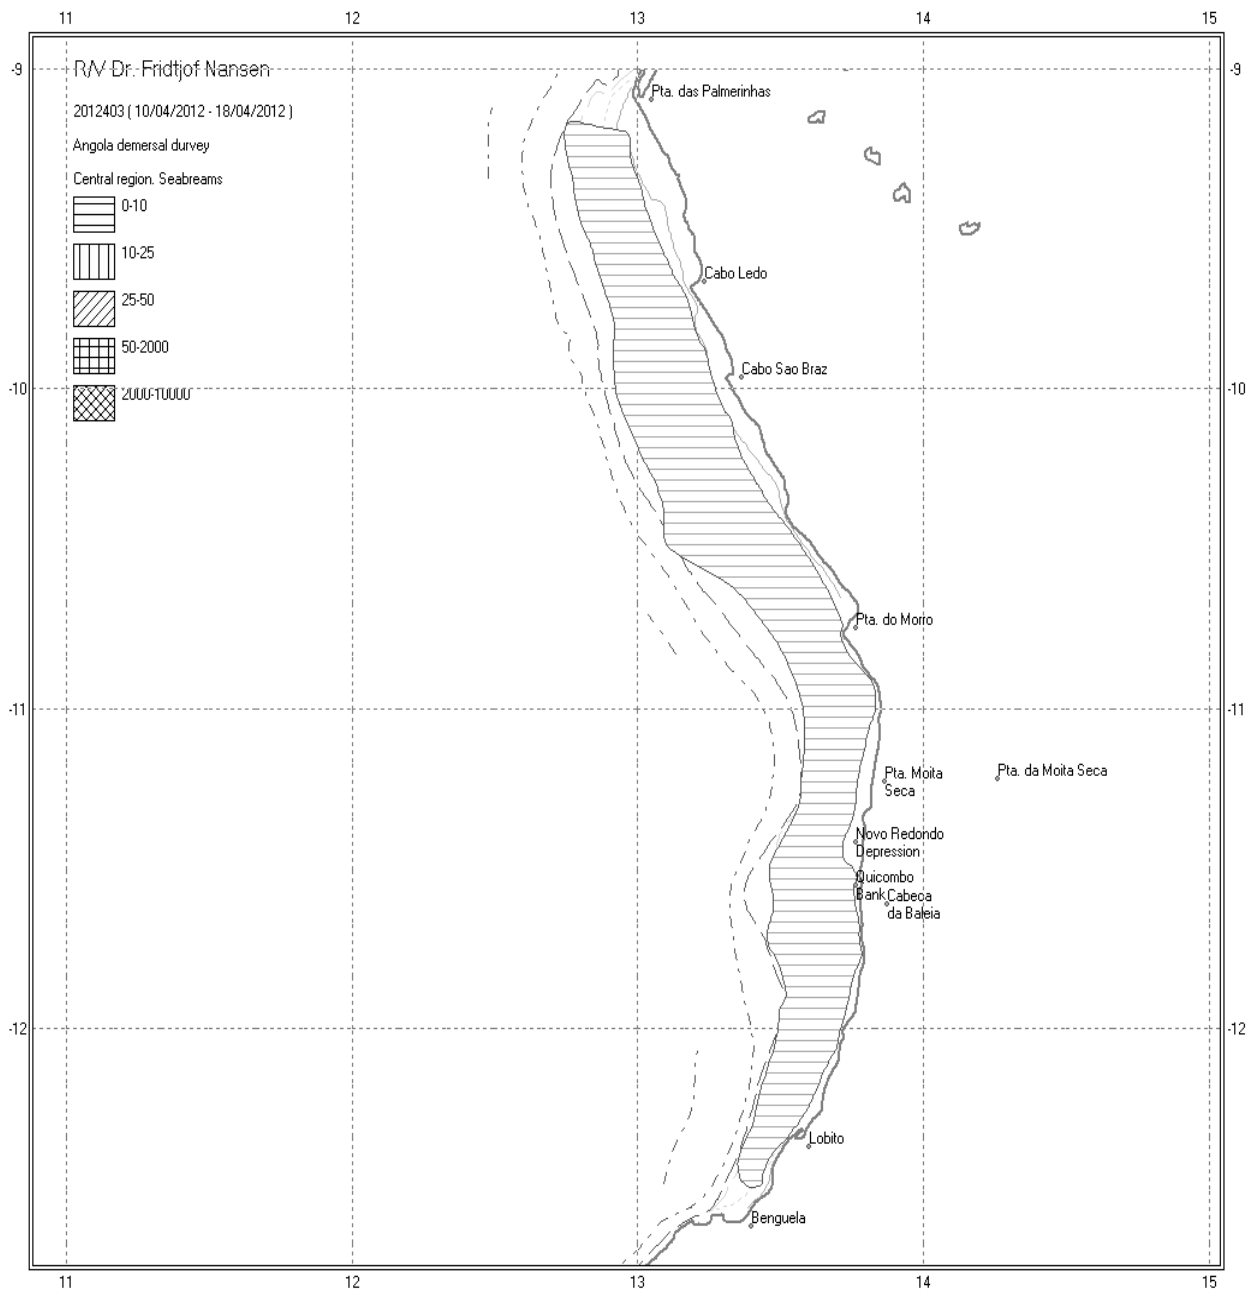 11 12 13 14 15
R/V Dr. Fridtjof Nansen
2012403 ( 10/04/2012 - 18/04/2012 )
Angola demersal durvey
Central region. Seabreams
0-10
10-25
25-50
50-2000
2000-10000
-9 -9
Pta. das Palmerinhas
Cabo Ledo
Cabo Sao Braz
-10 -10
Pta. do Morro
-11 -11
Pta. Moita
Seca
Pta. da Moita Seca
Novo Redondo
Depression
Quicombo
Bank
Cabeca
da Baleia
-12 -12
Lobito
Benguela
11 12 13 14 15